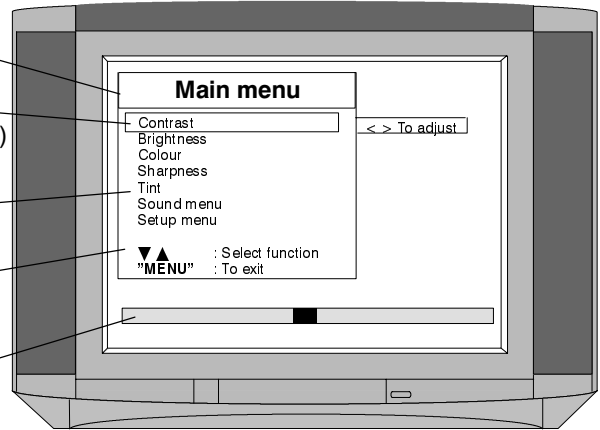 Main menu
)
Contrast
< > To adjust
Brightness
Colour
Sharpness
Tint
Sound menu
Setup menu
▼ ▲ : Select function
”MENU” : To exit